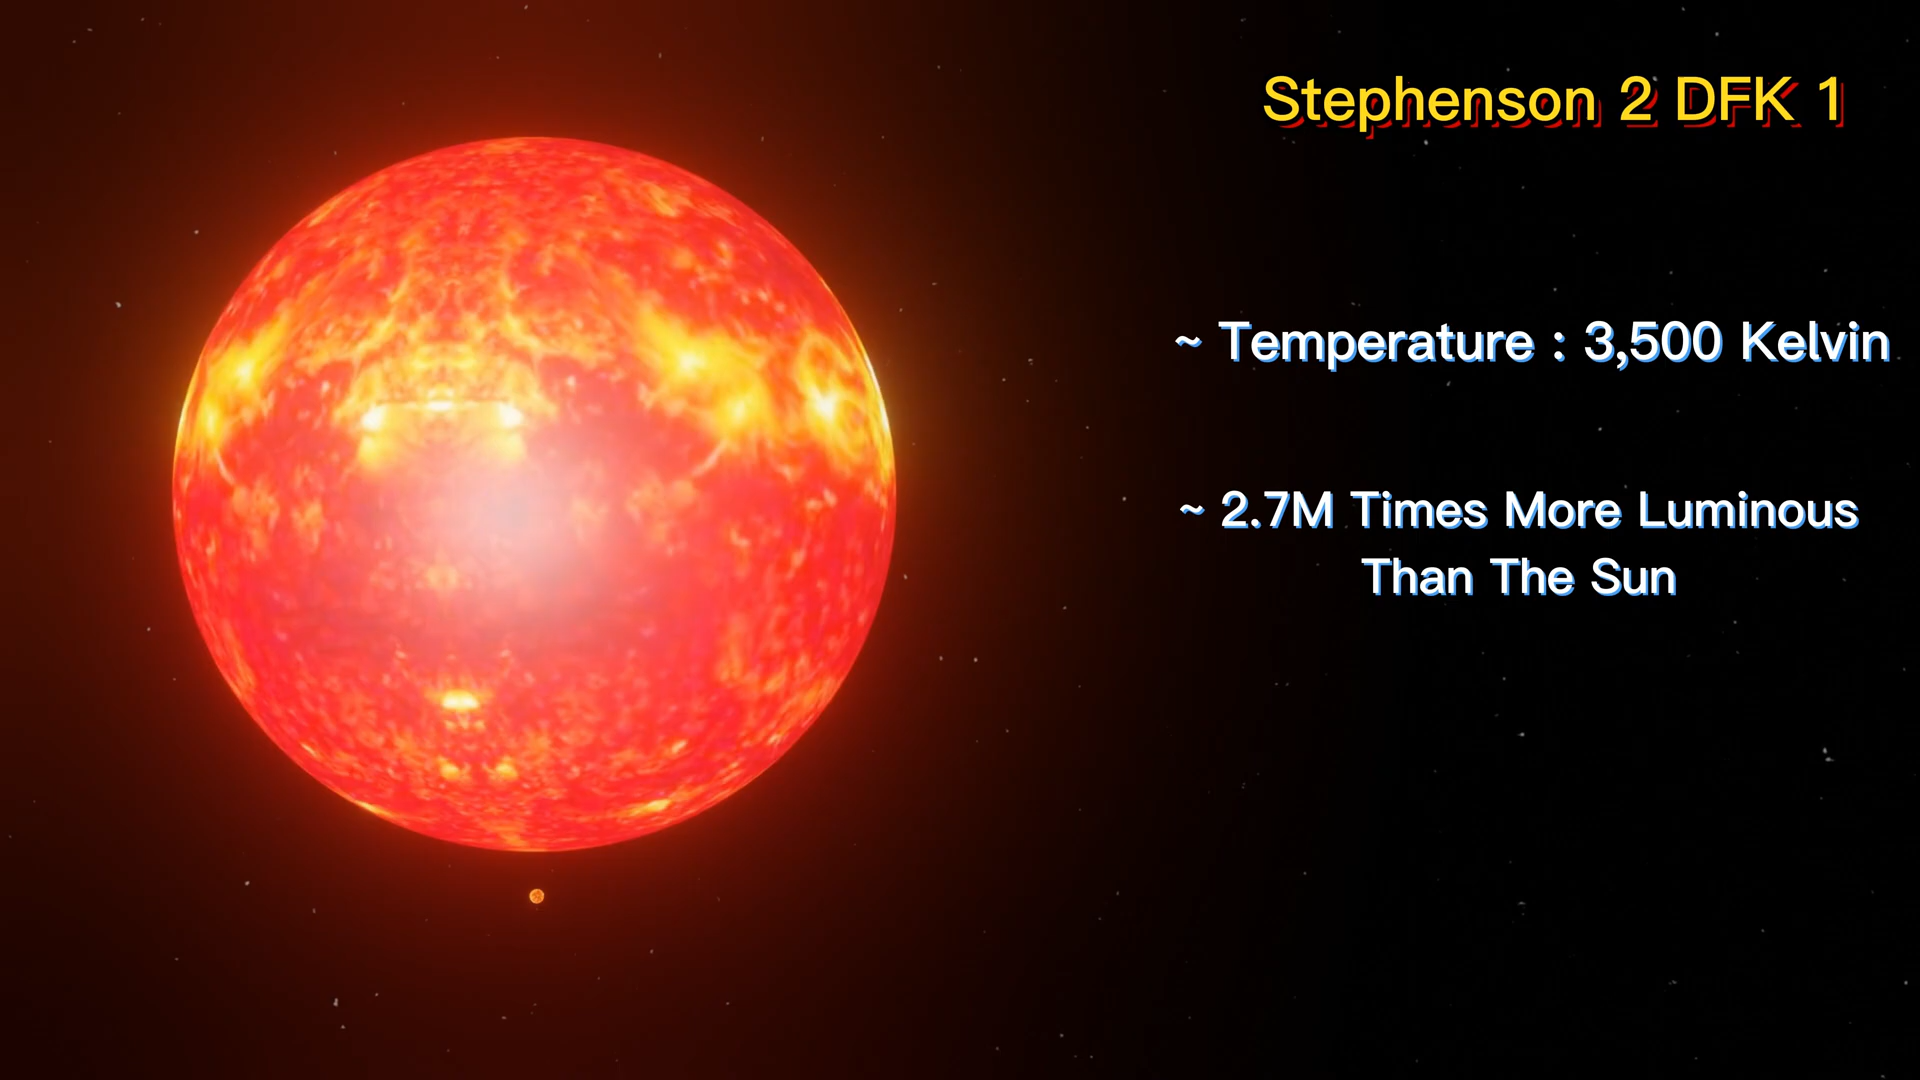 Stephenson 2 DFK 1
~ Temperature : 3,500 Kelvin
~ 2.7M Times More Luminous
Than The Sun